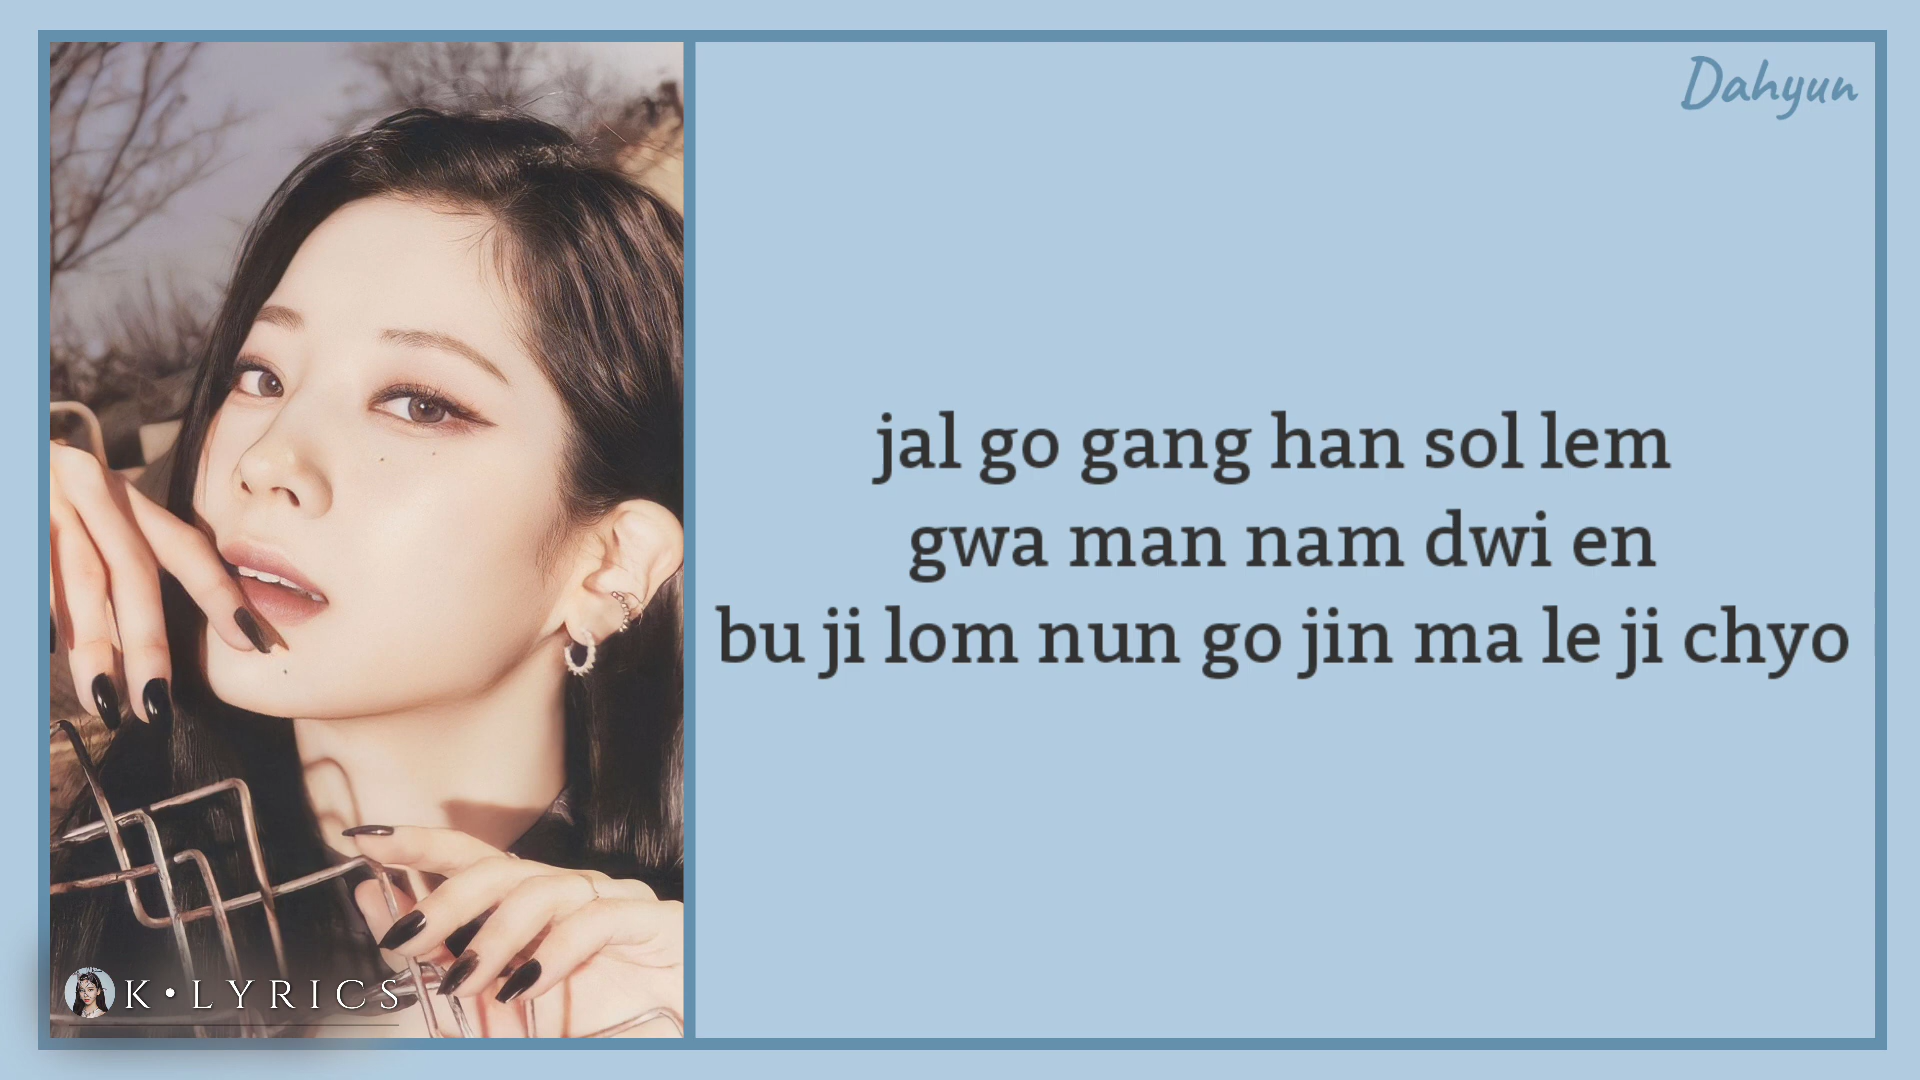 Dahyun
jal go gang han sol lem
gwa man nam dwi en
bu ji lom nun go jin ma le ji chyo
K•LYRICS